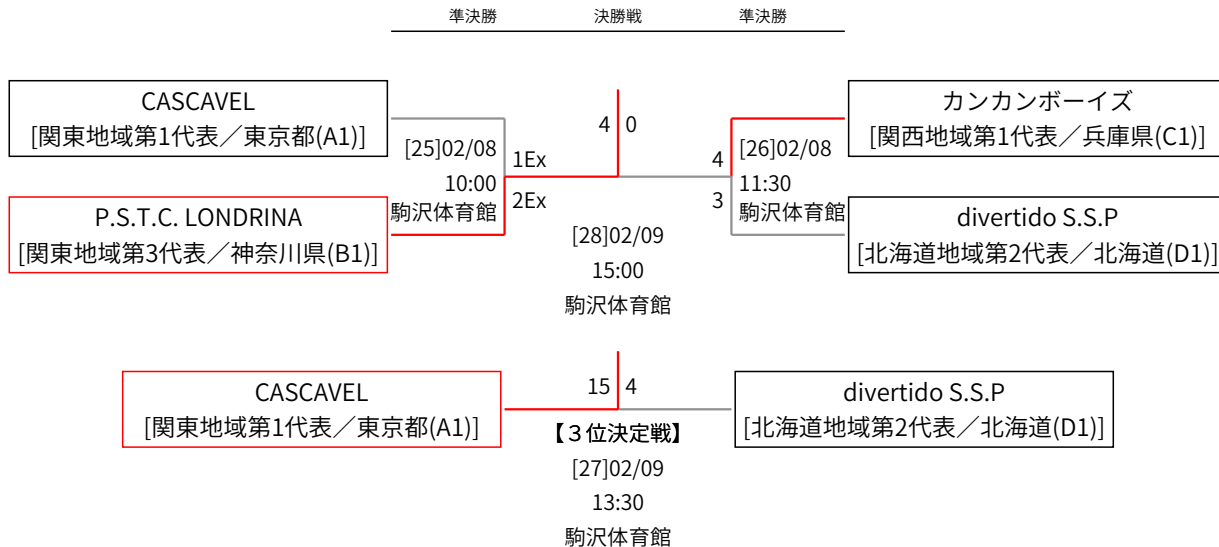 準決勝 決勝戦 準決勝
CASCAVEL
[関東地域第1代表／東京都(A1)]
P.S.T.C. LONDRINA
[関東地域第3代表／神奈川県(B1)]
[25]02/08
10:00
駒沢体育館
1Ex
2Ex
4 0
[28]02/09
15:00
駒沢体育館
4
3
[26]02/08
11:30
駒沢体育館
カンカンボーイズ
[関西地域第1代表／兵庫県(C1)]
divertido S.S.P
[北海道地域第2代表／北海道(D1)]
CASCAVEL
[関東地域第1代表／東京都(A1)]
15 4
【３位決定戦】
[27]02/09
13:30
駒沢体育館
divertido S.S.P
[北海道地域第2代表／北海道(D1)]